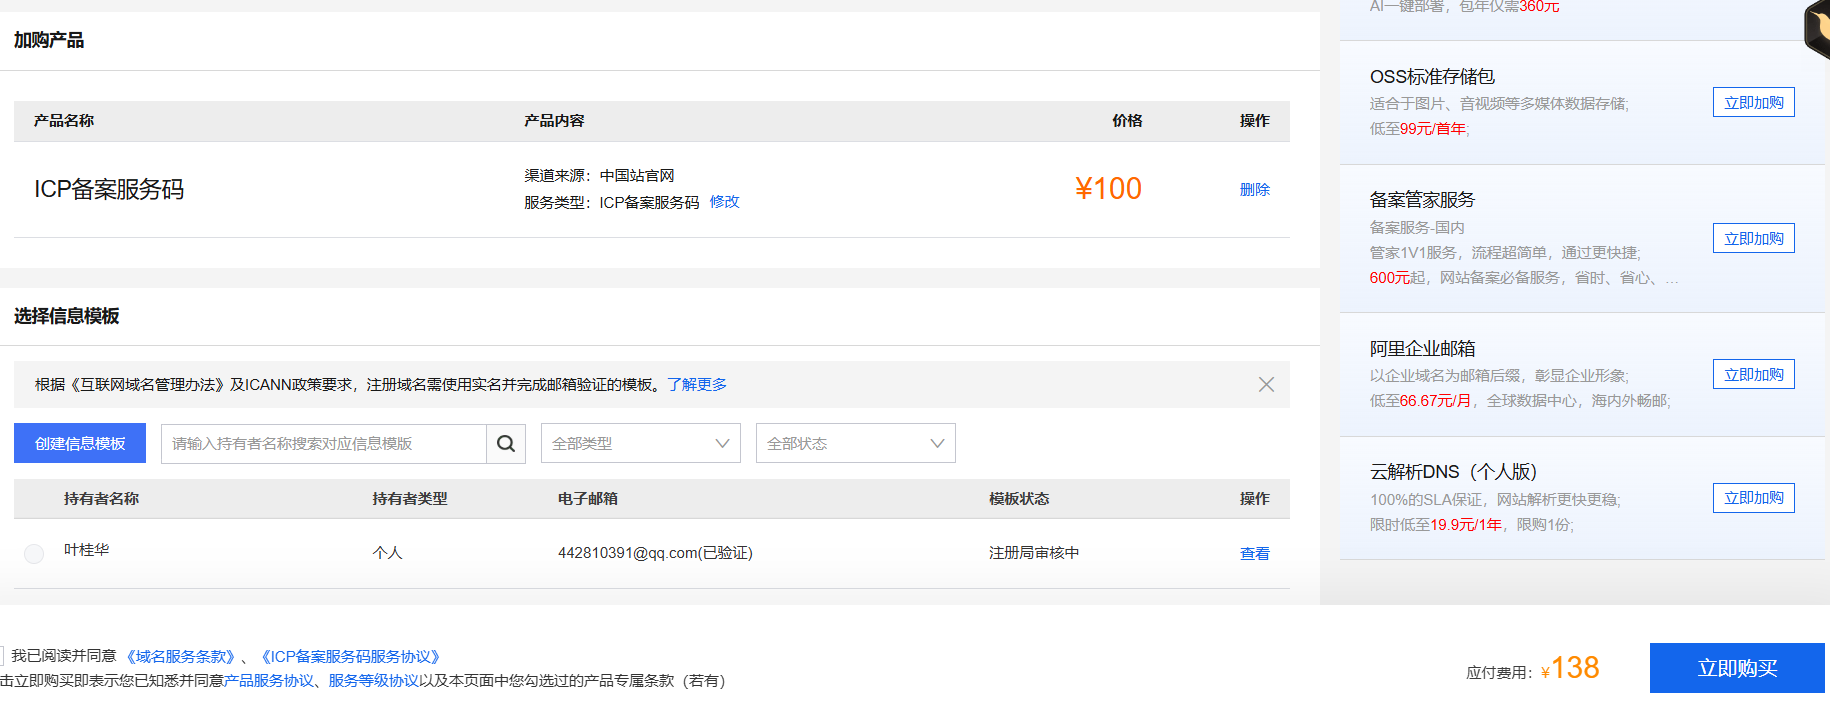 加购产品
产品名称 产品内容 价格 操作
ICP备案服务码
渠道来源：中国站官网
服务类型：ICP备案服务码 修改
¥100
删除
选择信息模板
根据《互联网域名管理办法》及ICANN政策要求，注册域名需使用实名并完成邮箱验证的模板。了解更多
创建信息模板 请输入持有者名称搜索对应信息模版 全部类型 全部状态
持有者名称 持有者类型 电子邮箱 模板状态 操作
叶桂华 个人 442810391@qq.com(已验证) 注册局审核中 查看
AI一键部署，包年仅需360元
OSS标准存储包
适合于图片、音视频等多媒体数据存储;
低至99元/首年;
立即加购
备案管家服务
备案服务-国内
管家1V1服务，流程超简单，通过更快捷;
600元起，网站备案必备服务，省时、省心、...
立即加购
阿里企业邮箱
以企业域名为邮箱后缀，彰显企业形象;
低至66.67元/月，全球数据中心，海内外畅邮;
立即加购
云解析DNS（个人版）
100%的SLA保证，网站解析更快更稳;
限时低至19.9元/1年，限购1份;
立即加购
我已阅读并同意 《域名服务条款》、《ICP备案服务码服务协议》
击立即购买即表示您已知悉并同意产品服务协议、服务等级协议以及本页面中您勾选过的产品专属条款（若有）
应付费用：¥138
立即购买